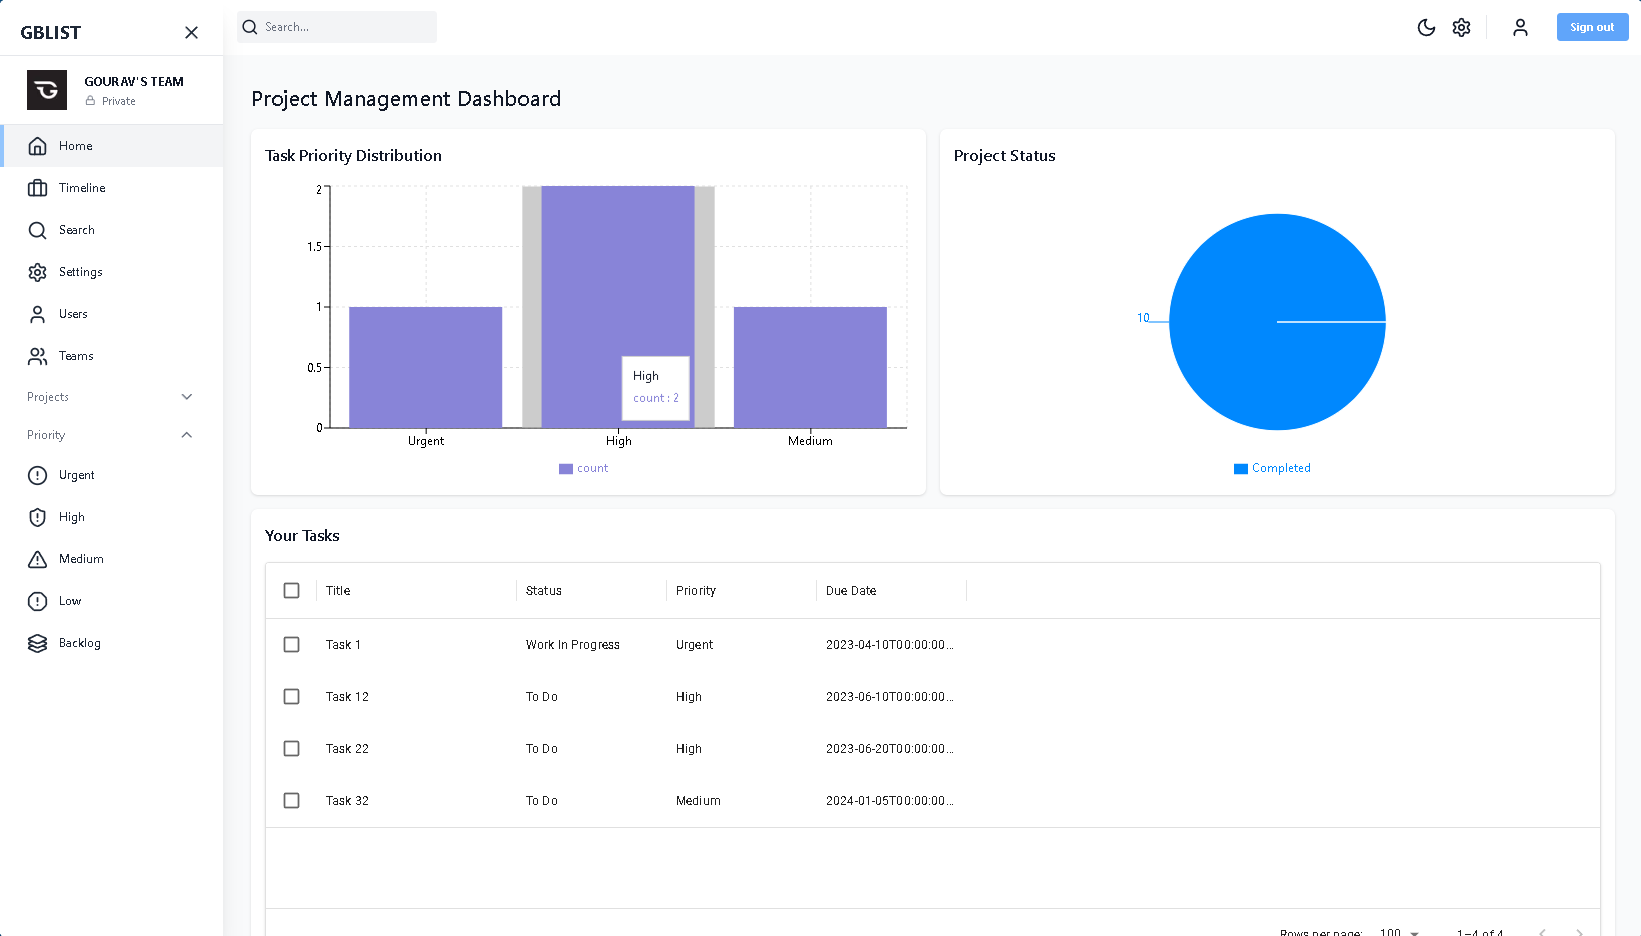 GBLIST
Search...
Sign out
GOURAV'S TEAM
Private
Home
Timeline
Search
Settings
Users
Teams
Projects
Priority
Urgent
High
Medium
Low
Backlog
Project Management Dashboard
Task Priority Distribution
2
1.5
1
0.5
0
High
count : 2
Urgent High Medium
count
Project Status
10
Completed
Your Tasks
Title Status Priority Due Date
Task 1 Work In Progress Urgent 2023-04-10T00:00:00...
Task 12 To Do High 2023-06-10T00:00:00...
Task 22 To Do High 2023-06-20T00:00:00...
Task 32 To Do Medium 2024-01-05T00:00:00...
Rows per page: 100 1–4 of 4